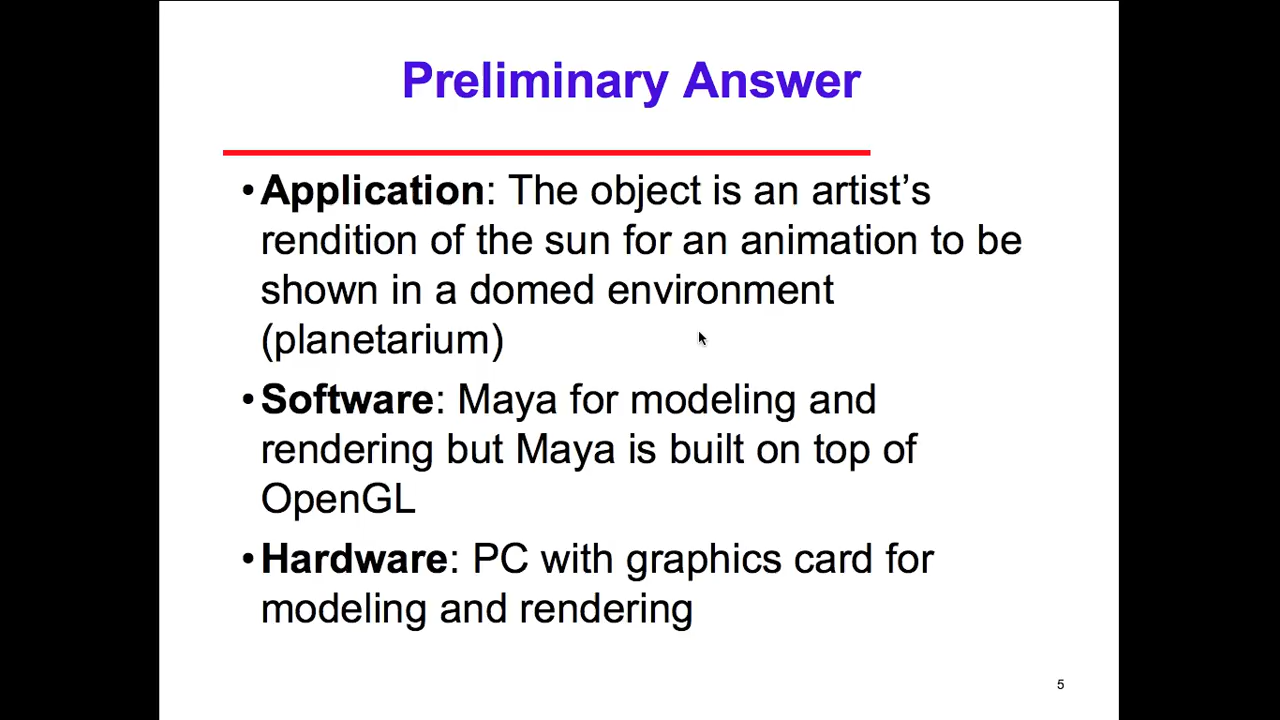 Preliminary Answer
•Application: The object is an artist’s
rendition of the sun for an animation to be
shown in a domed environment
(planetarium)
•Software: Maya for modeling and
rendering but Maya is built on top of
OpenGL
•Hardware: PC with graphics card for
modeling and rendering
5